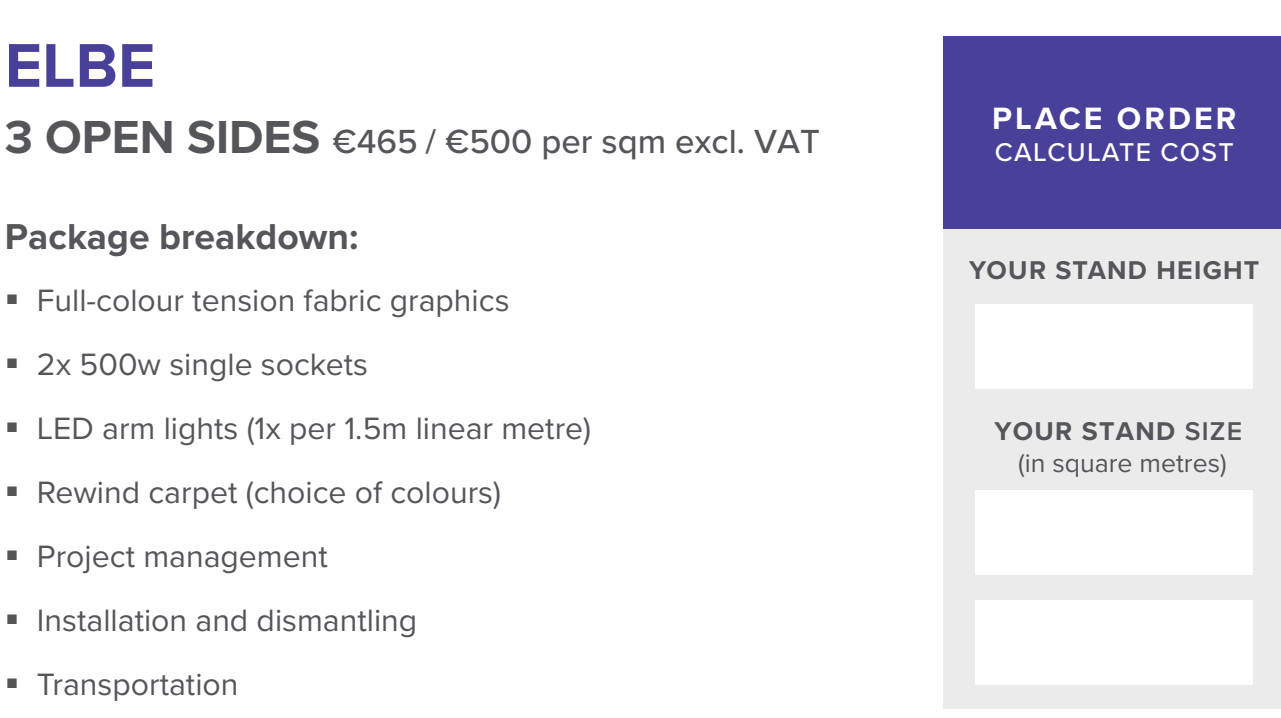 ELBE
3 OPEN SIDES €465 / €500 per sqm excl. VAT
Package breakdown:
▪ Full-colour tension fabric graphics
▪ 2x 500w single sockets
▪ LED arm lights (1x per 1.5m linear metre)
▪ Rewind carpet (choice of colours)
▪ Project management
▪ Installation and dismantling
▪ Transportation
PLACE ORDER
CALCULATE COST
YOUR STAND HEIGHT
YOUR STAND SIZE
(in square metres)